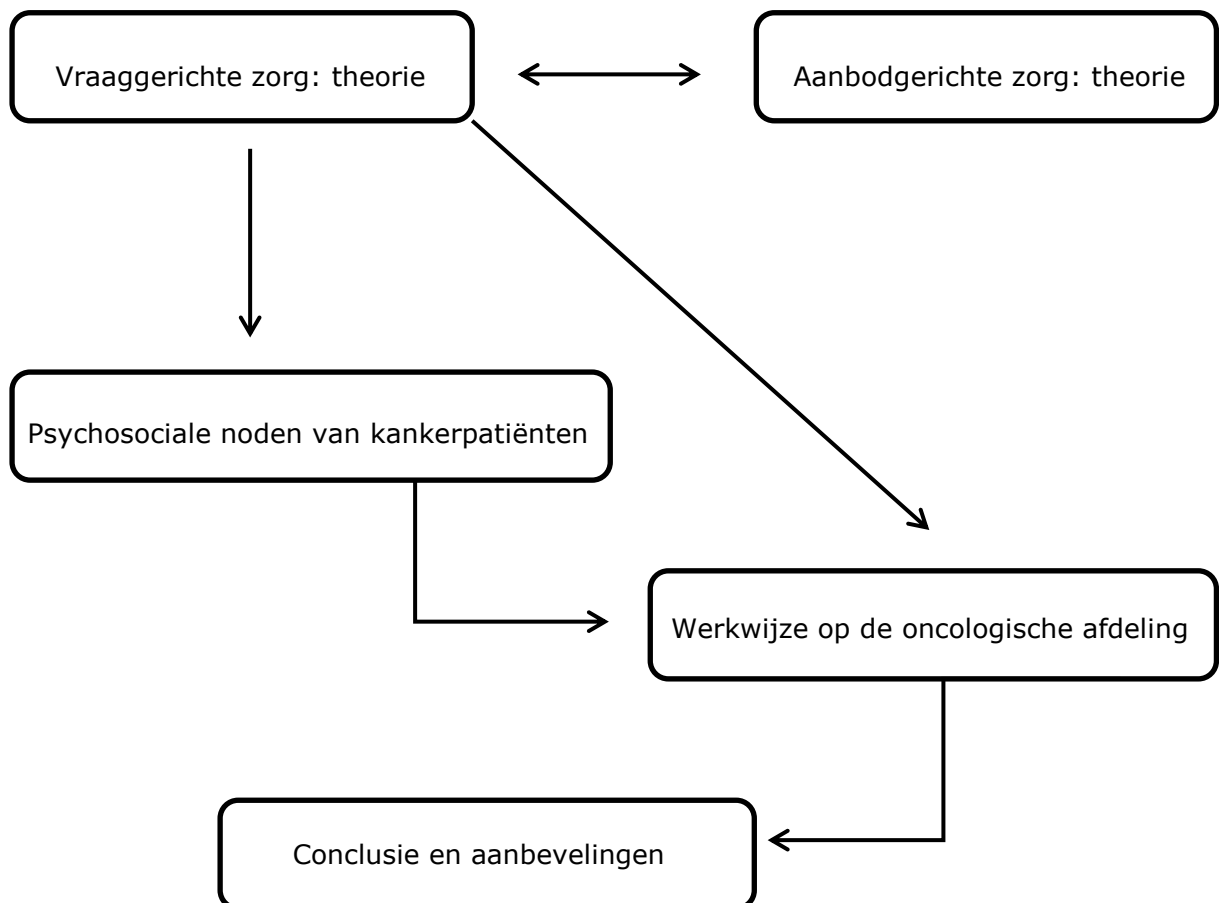 Vraaggerichte zorg: theorie
Aanbodgerichte zorg: theorie
Psychosociale noden van kankerpatiënten
Werkwijze op de oncologische afdeling
Conclusie en aanbevelingen